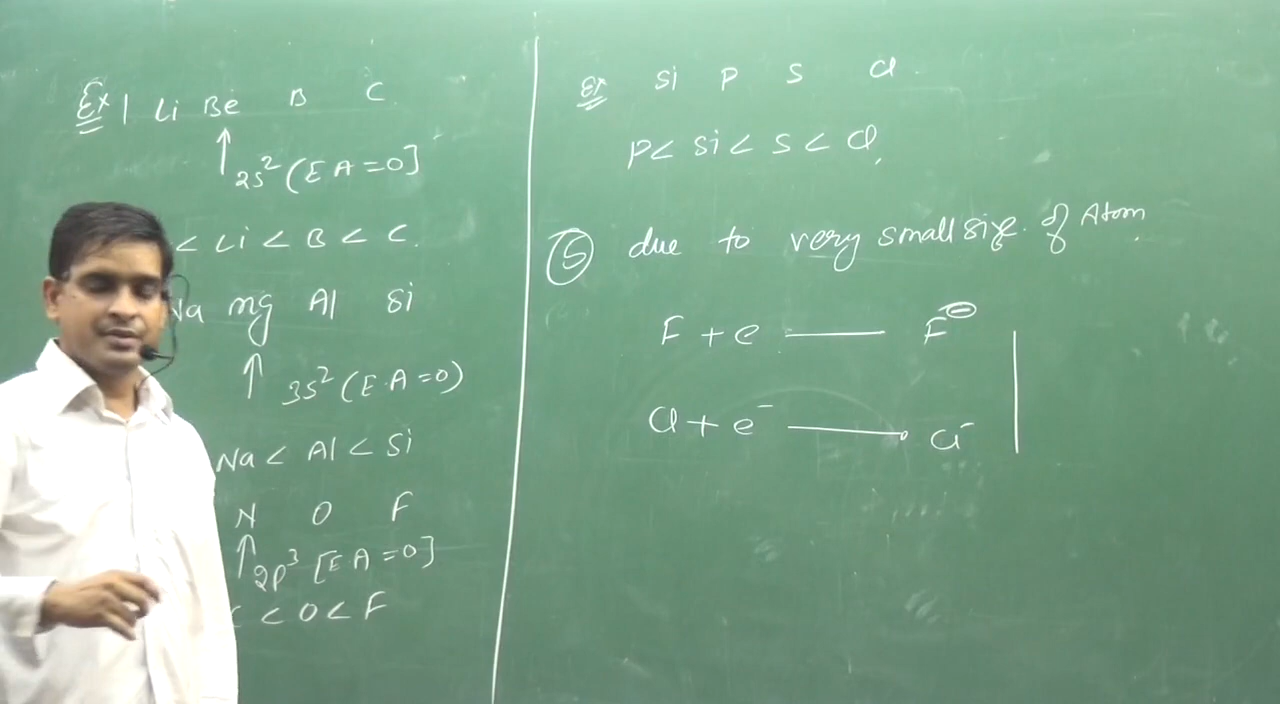 Ex 1 Li Be B C
↑ 2s² (EA=0]
< Li < B < C.
Na mg Al Si
↑ 3s² (E.A=0)
Na < Al < Si
N O F
↑ 2p³ [EA=0]
< O < F
Ex Si P S Cl
P < Si < S < Cl,
⑤ due to very small size. of Atom
F + e —— F⊖
Cl + e⁻ —— Cl⁻